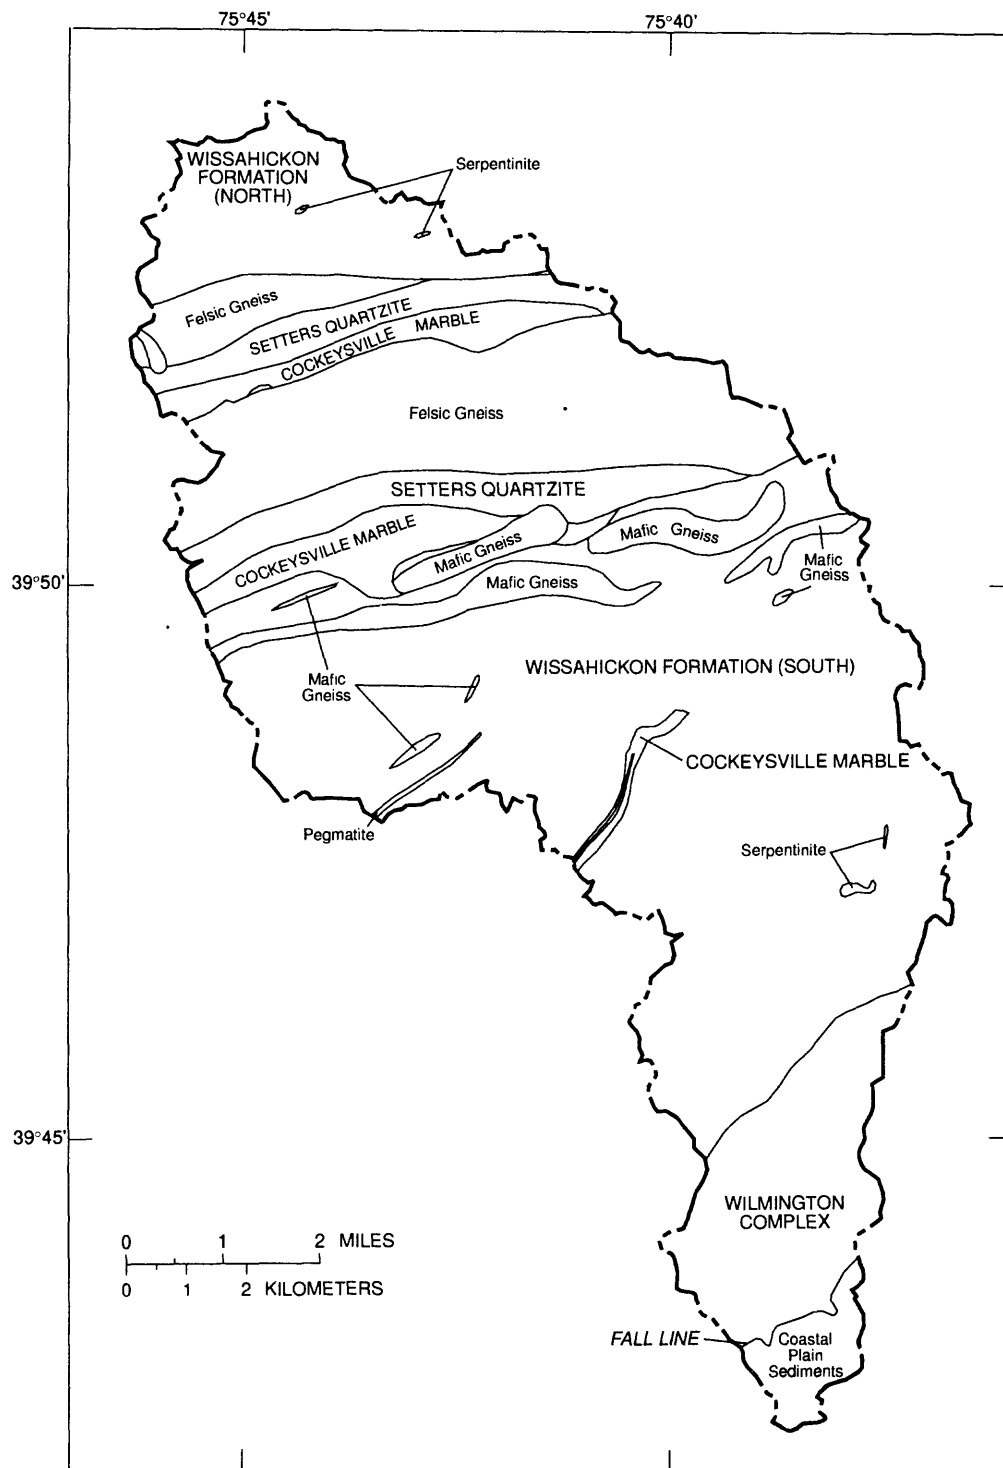 75°45'
75°40'
WISSAHICKON
FORMATION
(NORTH)
Serpentinite
Felsic Gneiss
SETTERS QUARTZITE
COCKEYSVILLE MARBLE
Felsic Gneiss
SETTERS QUARTZITE
COCKEYSVILLE MARBLE
Mafic Gneiss
Mafic Gneiss
Mafic
Gneiss
39°50'
Mafic Gneiss
WISSAHICKON FORMATION (SOUTH)
Mafic
Gneiss
COCKEYSVILLE MARBLE
Pegmatite
Serpentinite
39°45'
WILMINGTON
COMPLEX
0 1 2 MILES
0 1 2 KILOMETERS
FALL LINE
Coastal
Plain
Sediments